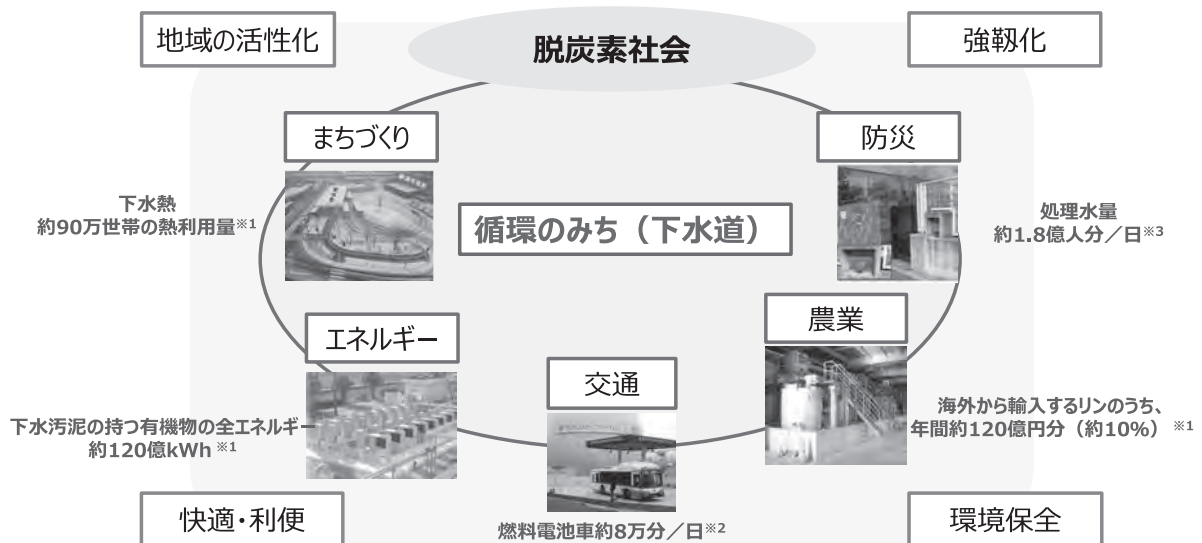 地域の活性化
脱炭素社会
強靱化
まちづくり
防災
下水熱
約90万世帯の熱利用量※1
循環のみち（下水道）
処理水量
約1.8億人分／日※3
エネルギー
農業
交通
下水汚泥の持つ有機物の全エネルギー
約120億kWh※1
海外から輸入するリンのうち、
年間約120億円分（約10%）※1
快適・利便
燃料電池車約8万分／日※2
環境保全